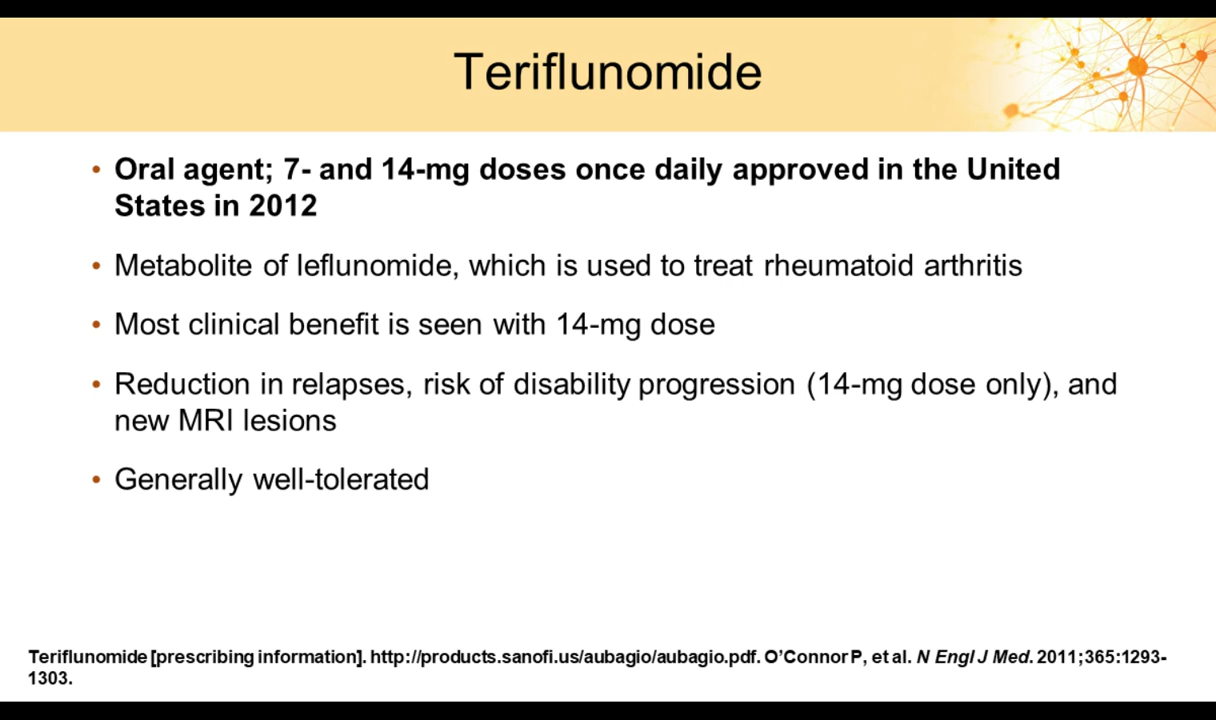 Teriflunomide
• Oral agent; 7- and 14-mg doses once daily approved in the United
States in 2012
• Metabolite of leflunomide, which is used to treat rheumatoid arthritis
• Most clinical benefit is seen with 14-mg dose
• Reduction in relapses, risk of disability progression (14-mg dose only), and
new MRI lesions
• Generally well-tolerated
Teriflunomide [prescribing information]. http://products.sanofi.us/aubagio/aubagio.pdf. O’Connor P, et al. N Engl J Med. 2011;365:1293-
1303.